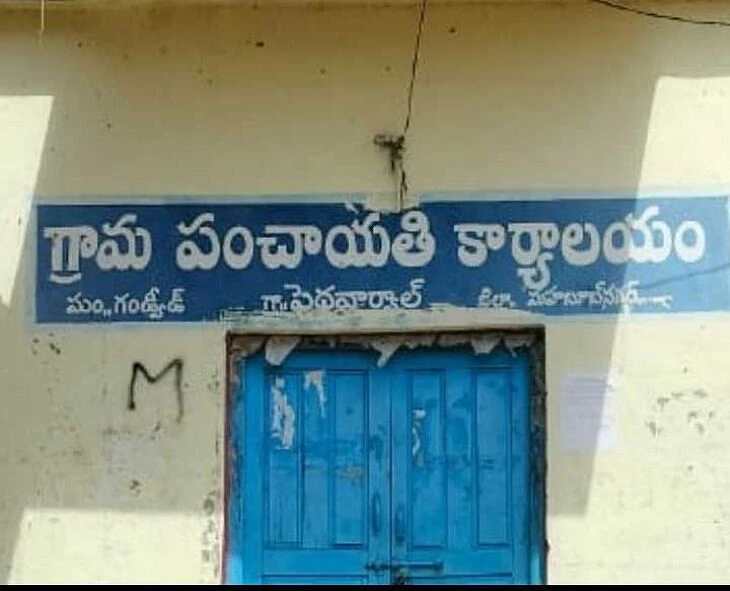 గ్రామ పంచాయతి కార్యాలయం
మం,,గండ్వీడ్ గ్రా,,పెదవార్వాల్ జిల్లా, మహబూబ్‌నగర్
M